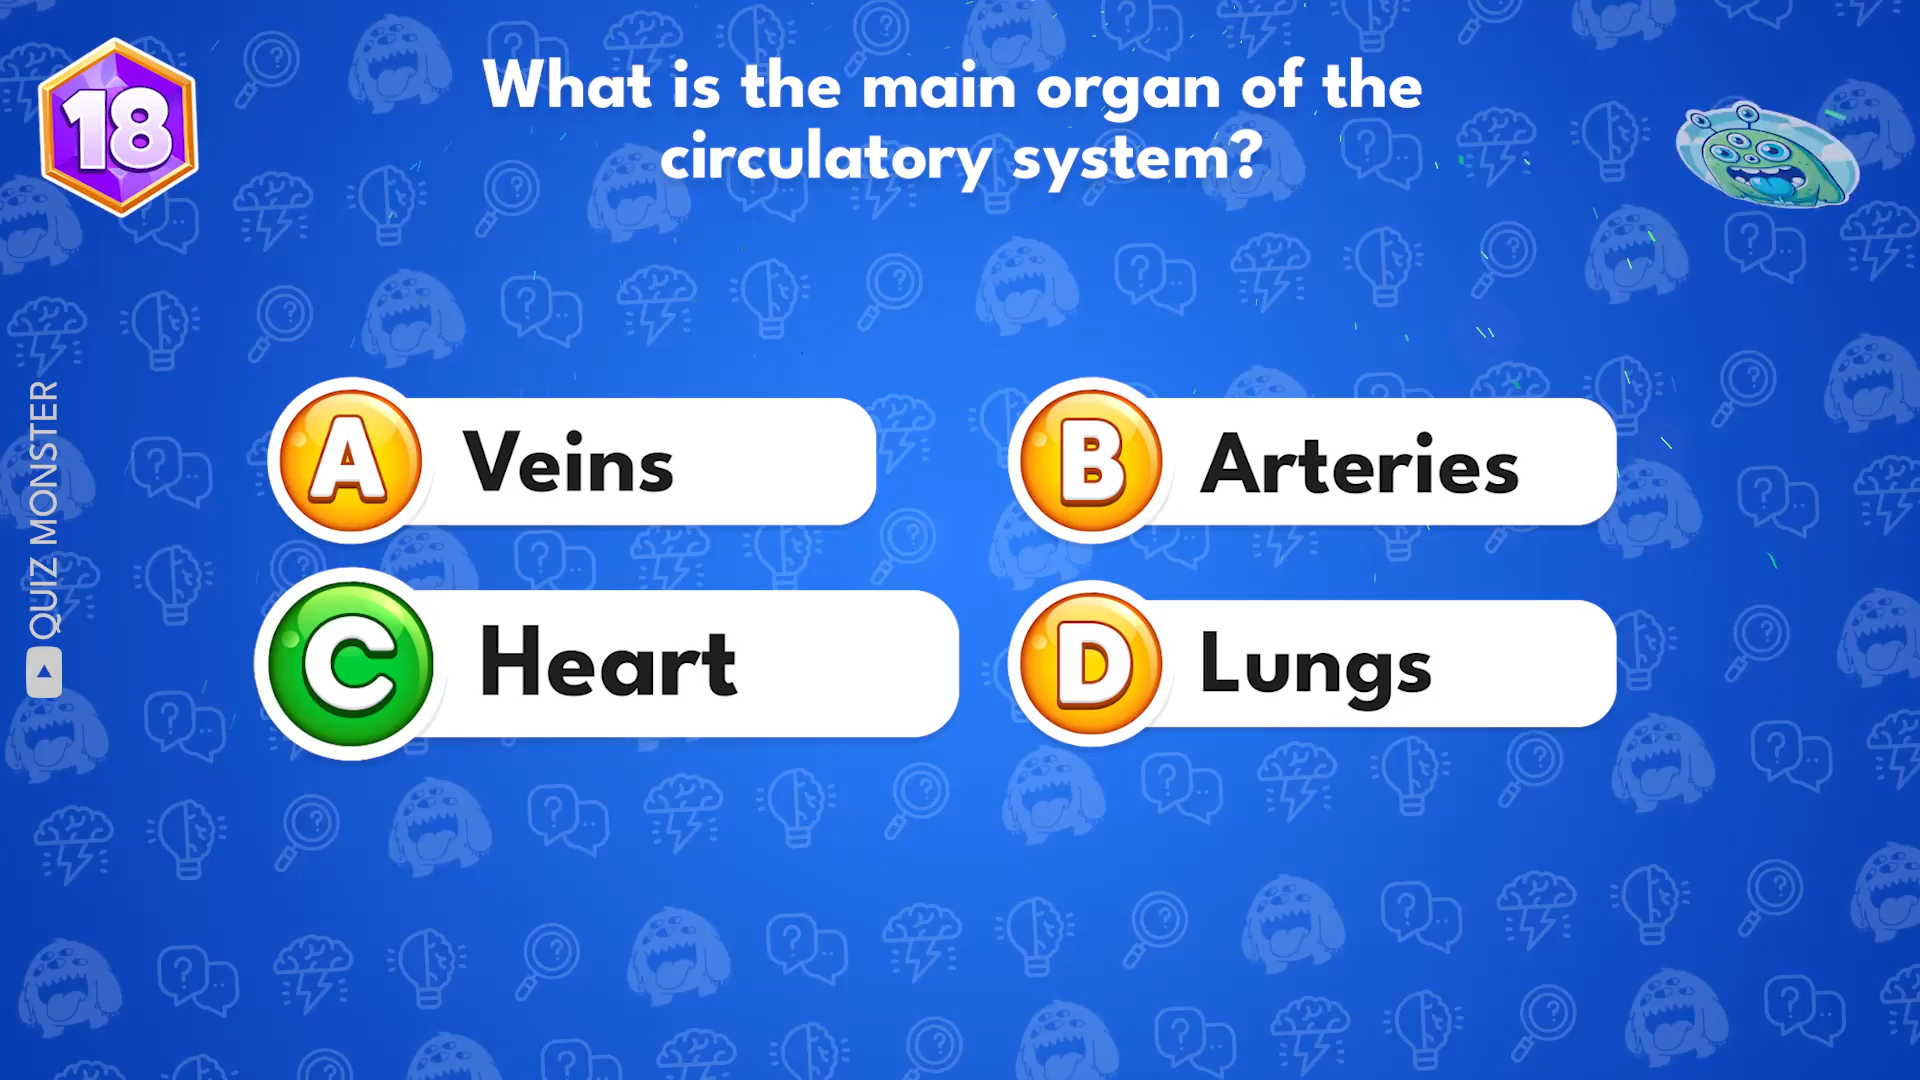 18
What is the main organ of the
circulatory system?
A Veins
B Arteries
C Heart
D Lungs
QUIZ MONSTER